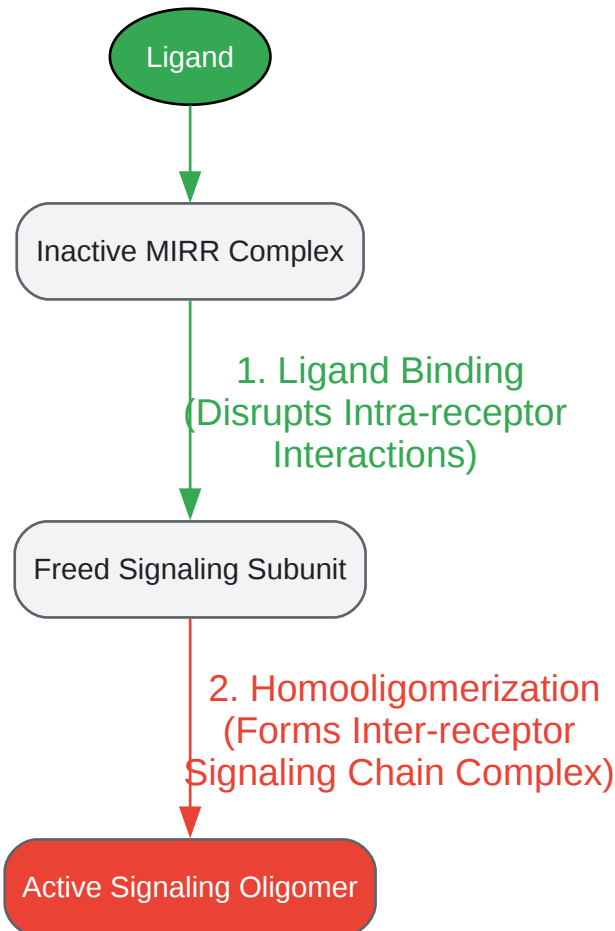 Ligand
Inactive MIRR Complex
1. Ligand Binding
(Disrupts Intra-receptor
Interactions)
Freed Signaling Subunit
2. Homooligomerization
(Forms Inter-receptor
Signaling Chain Complex)
Active Signaling Oligomer